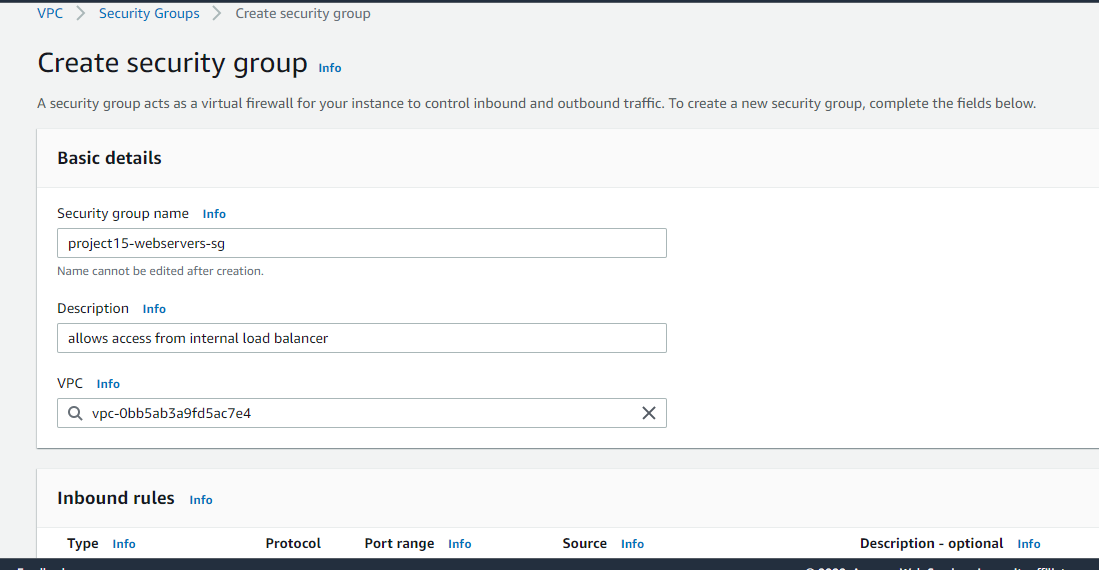 VPC > Security Groups > Create security group
Create security group Info
A security group acts as a virtual firewall for your instance to control inbound and outbound traffic. To create a new security group, complete the fields below.
Basic details
Security group name Info
project15-webservers-sg
Name cannot be edited after creation.
Description Info
allows access from internal load balancer
VPC Info
vpc-0bb5ab3a9fd5ac7e4
Inbound rules Info
Type Info Protocol Port range Info Source Info Description - optional Info